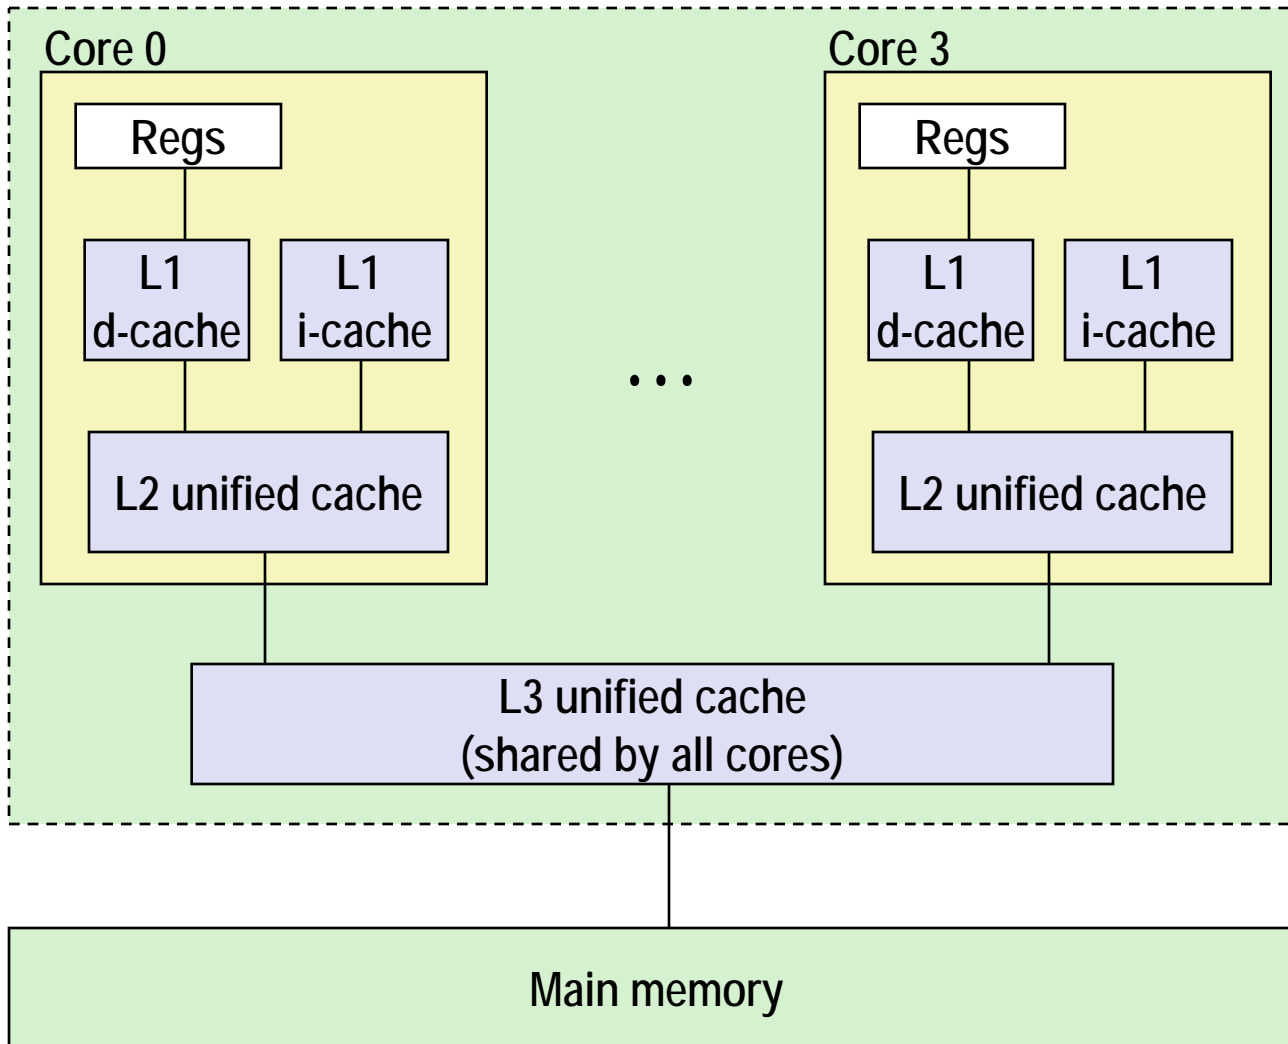 Core 0
Core 3
Regs
Regs
L1
d-cache
L1
i-cache
L1
d-cache
L1
i-cache
...
L2 unified cache
L2 unified cache
L3 unified cache
(shared by all cores)
Main memory